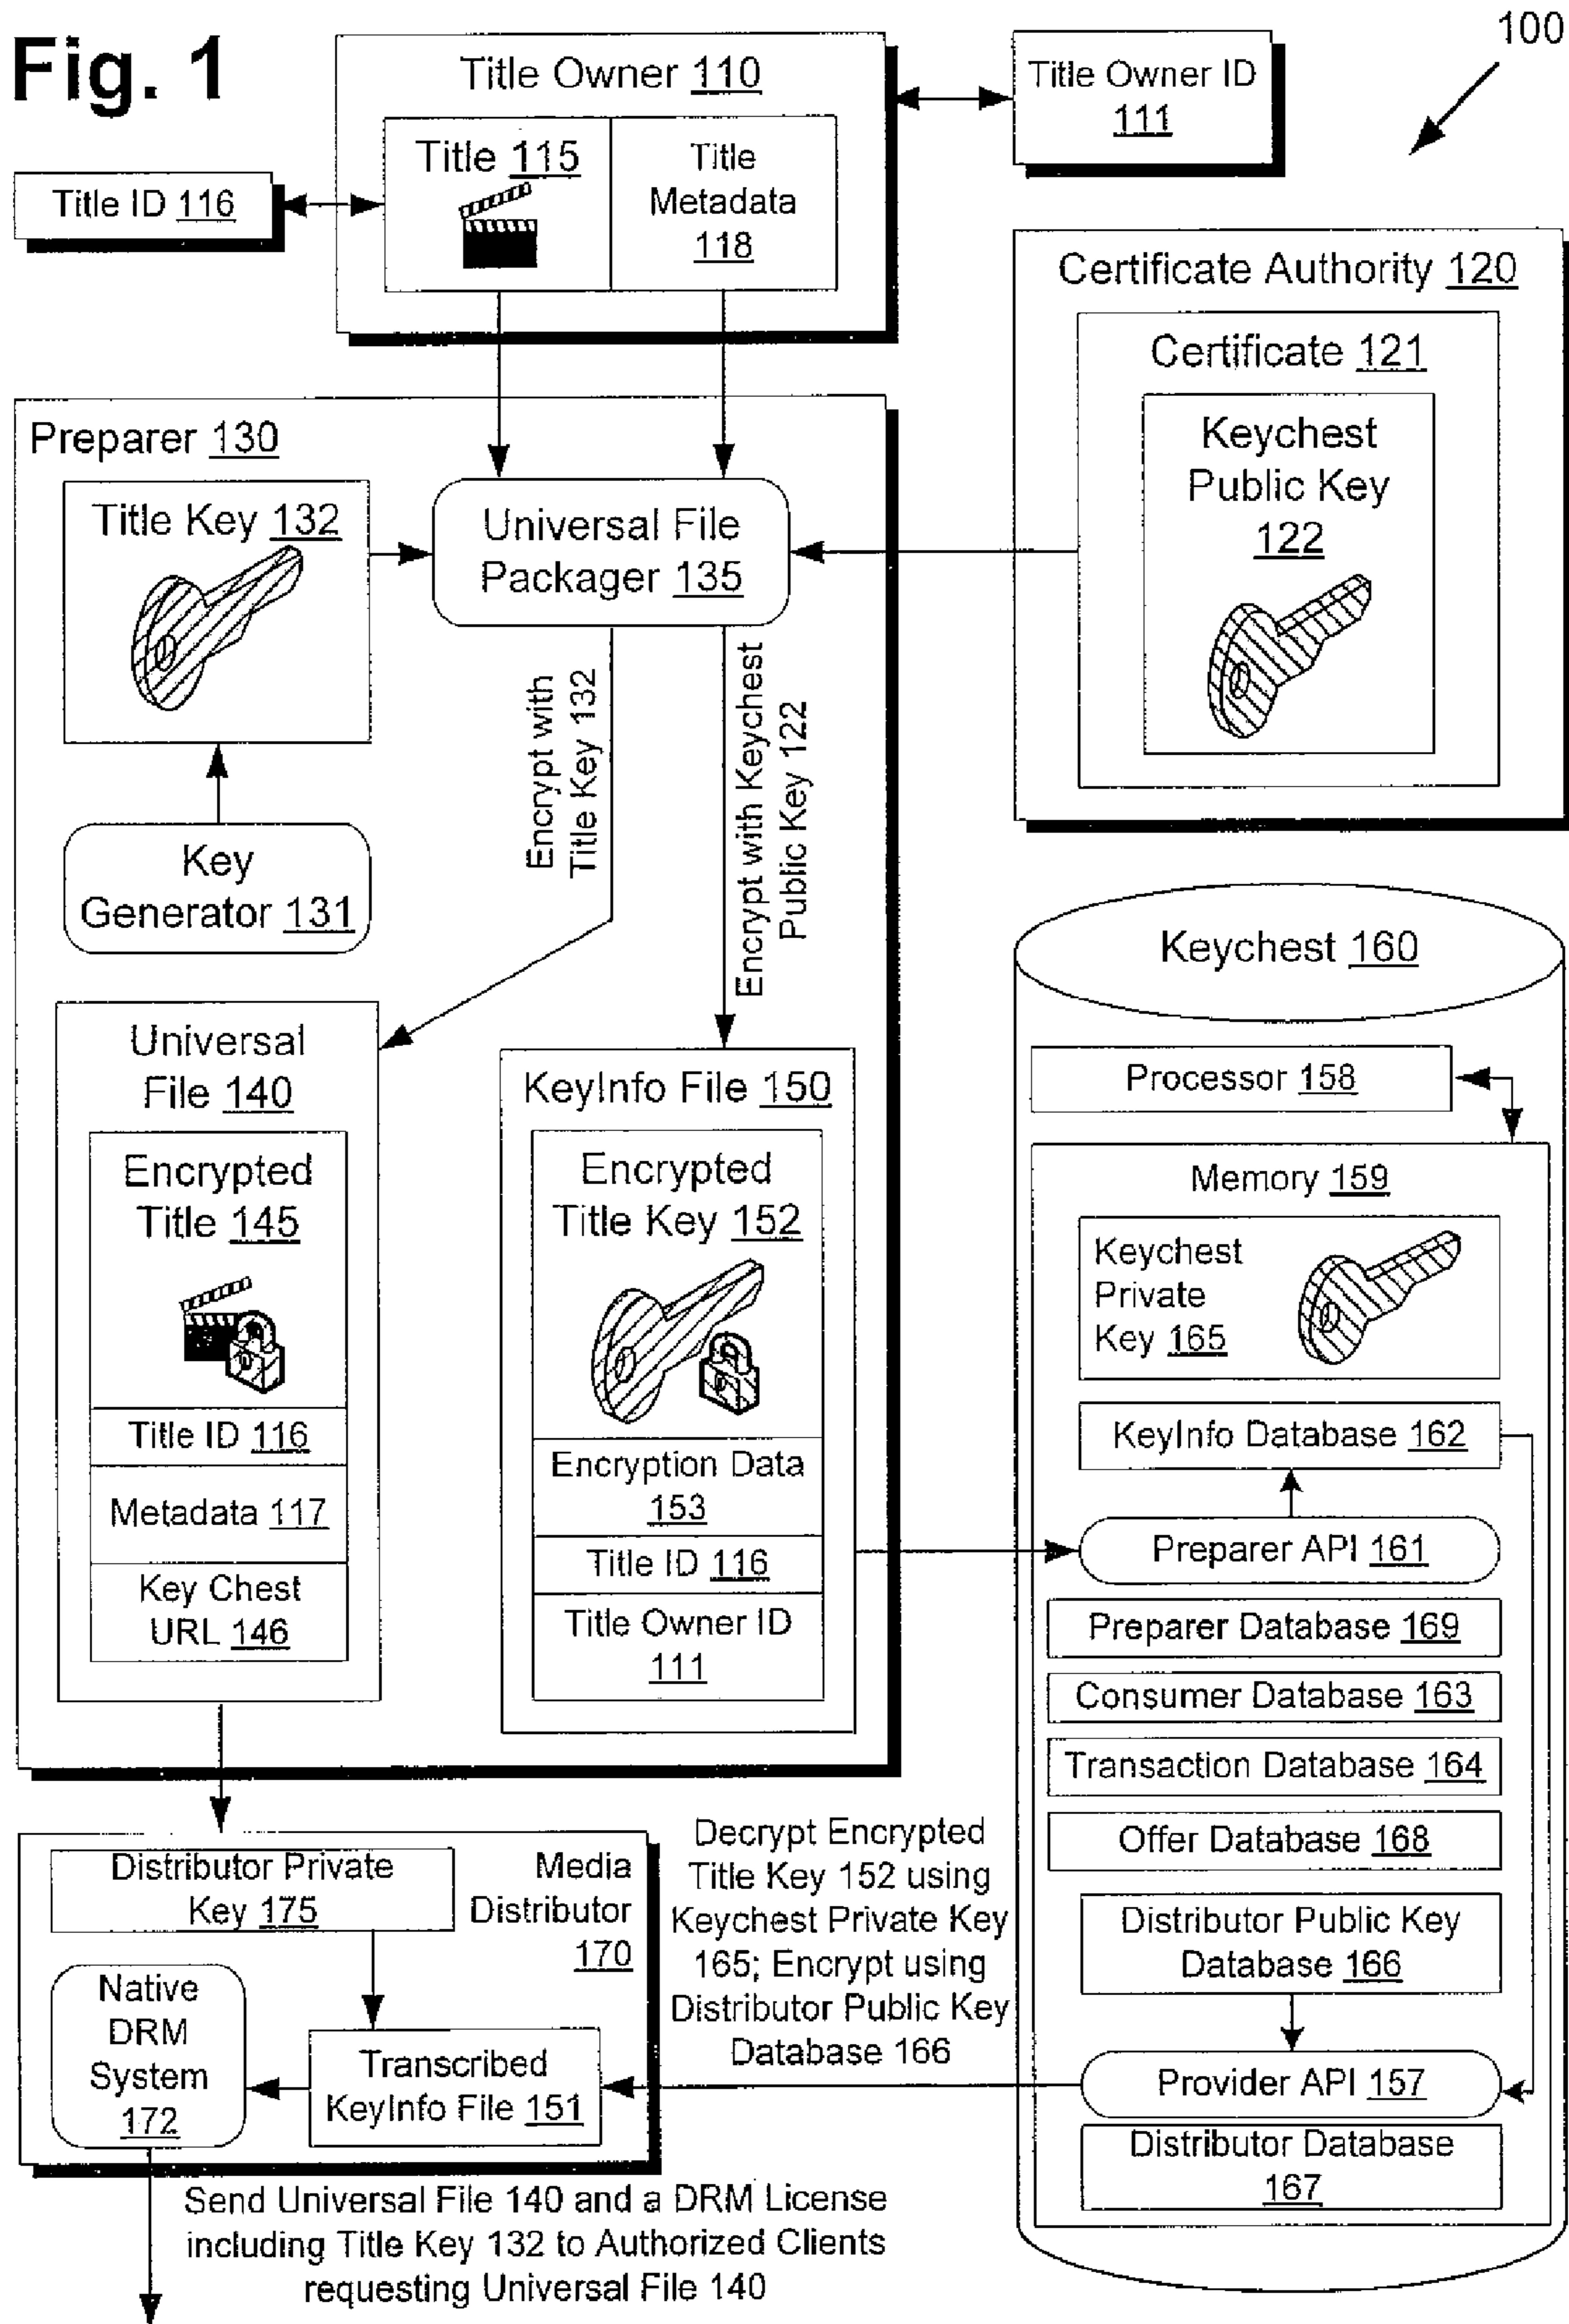 Fig. 1
100
Title Owner 110
Title Owner ID
111
Title 115
Title
Metadata
118
Title ID 116
Certificate Authority 120
Certificate 121
Keychest
Public Key
122
Preparer 130
Title Key 132
Universal File
Packager 135
Encrypt with
Title Key 132
Encrypt with Keychest
Public Key 122
Key
Generator 131
Universal
File 140
Encrypted
Title 145
Title ID 116
Metadata 117
Key Chest
URL 146
KeyInfo File 150
Encrypted
Title Key 152
Encryption Data
153
Title ID 116
Title Owner ID
111
Keychest 160
Processor 158
Memory 159
Keychest
Private
Key 165
KeyInfo Database 162
Preparer API 161
Preparer Database 169
Consumer Database 163
Transaction Database 164
Offer Database 168
Distributor Public Key
Database 166
Provider API 157
Distributor Database
167
Distributor Private
Key 175
Media
Distributor
170
Native
DRM
System
172
Transcribed
KeyInfo File 151
Decrypt Encrypted
Title Key 152 using
Keychest Private Key
165; Encrypt using
Distributor Public Key
Database 166
Send Universal File 140 and a DRM License
including Title Key 132 to Authorized Clients
requesting Universal File 140